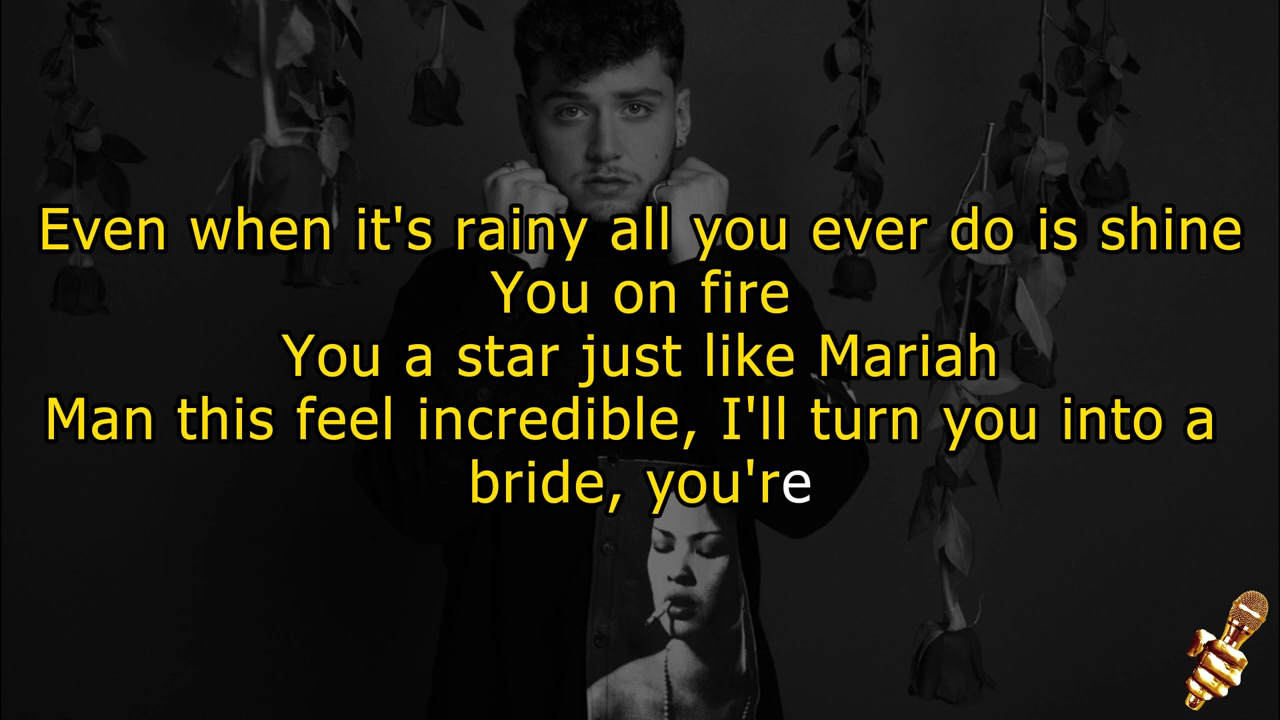 Even when it's rainy all you ever do is shine
You on fire
You a star just like Mariah
Man this feel incredible, I'll turn you into a
bride, you're